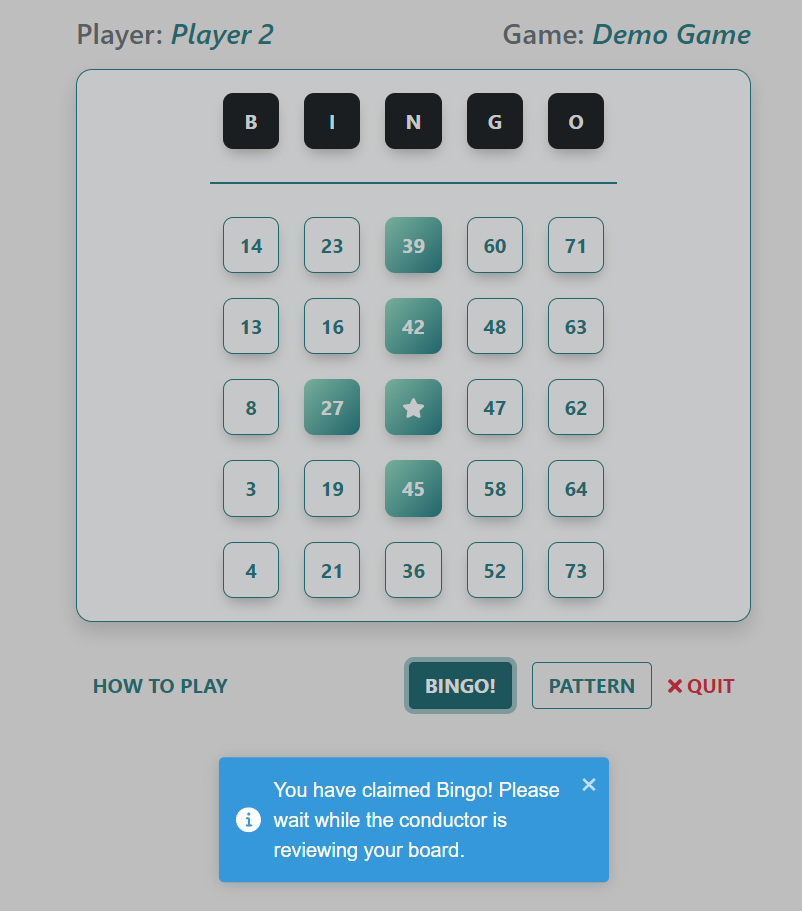 Player: Player 2 Game: Demo Game
B I N G O
14 23 39 60 71
13 16 42 48 63
8 27 47 62
3 19 45 58 64
4 21 36 52 73
HOW TO PLAY BINGO! PATTERN QUIT
You have claimed Bingo! Please
wait while the conductor is
reviewing your board.